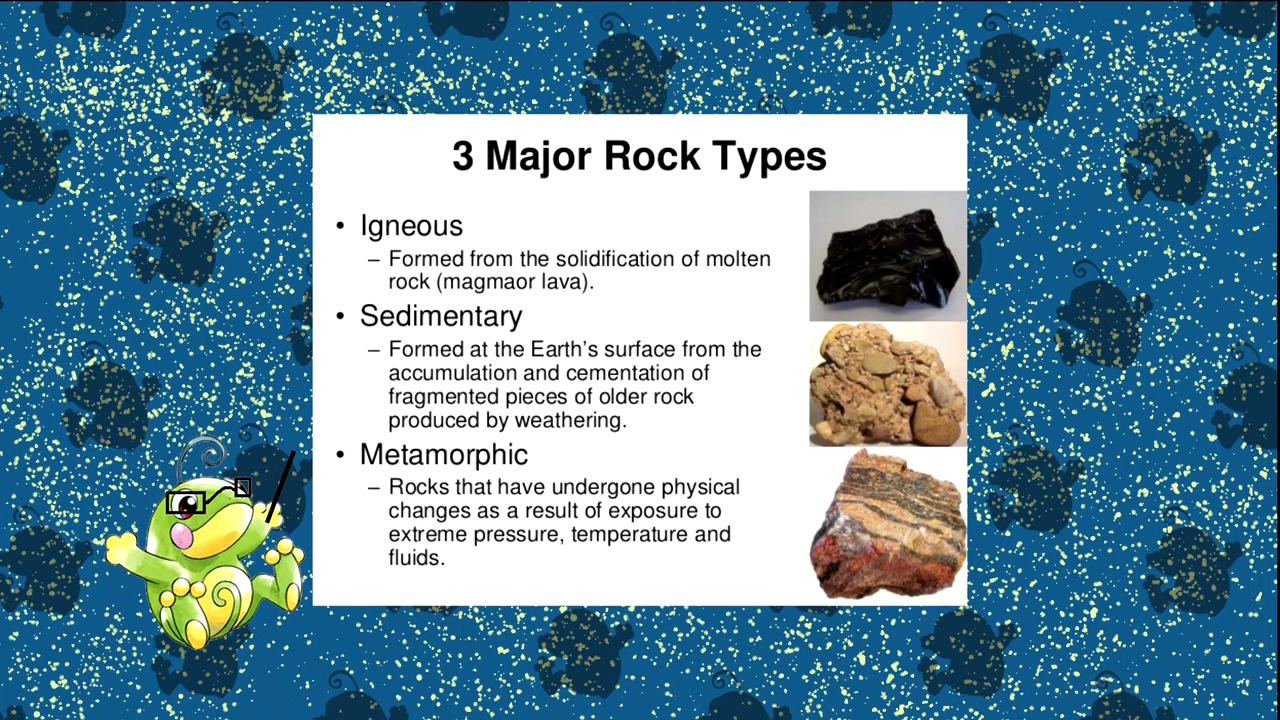 3 Major Rock Types
• Igneous
– Formed from the solidification of molten
rock (magmaor lava).
• Sedimentary
– Formed at the Earth’s surface from the
accumulation and cementation of
fragmented pieces of older rock
produced by weathering.
• Metamorphic
– Rocks that have undergone physical
changes as a result of exposure to
extreme pressure, temperature and
fluids.